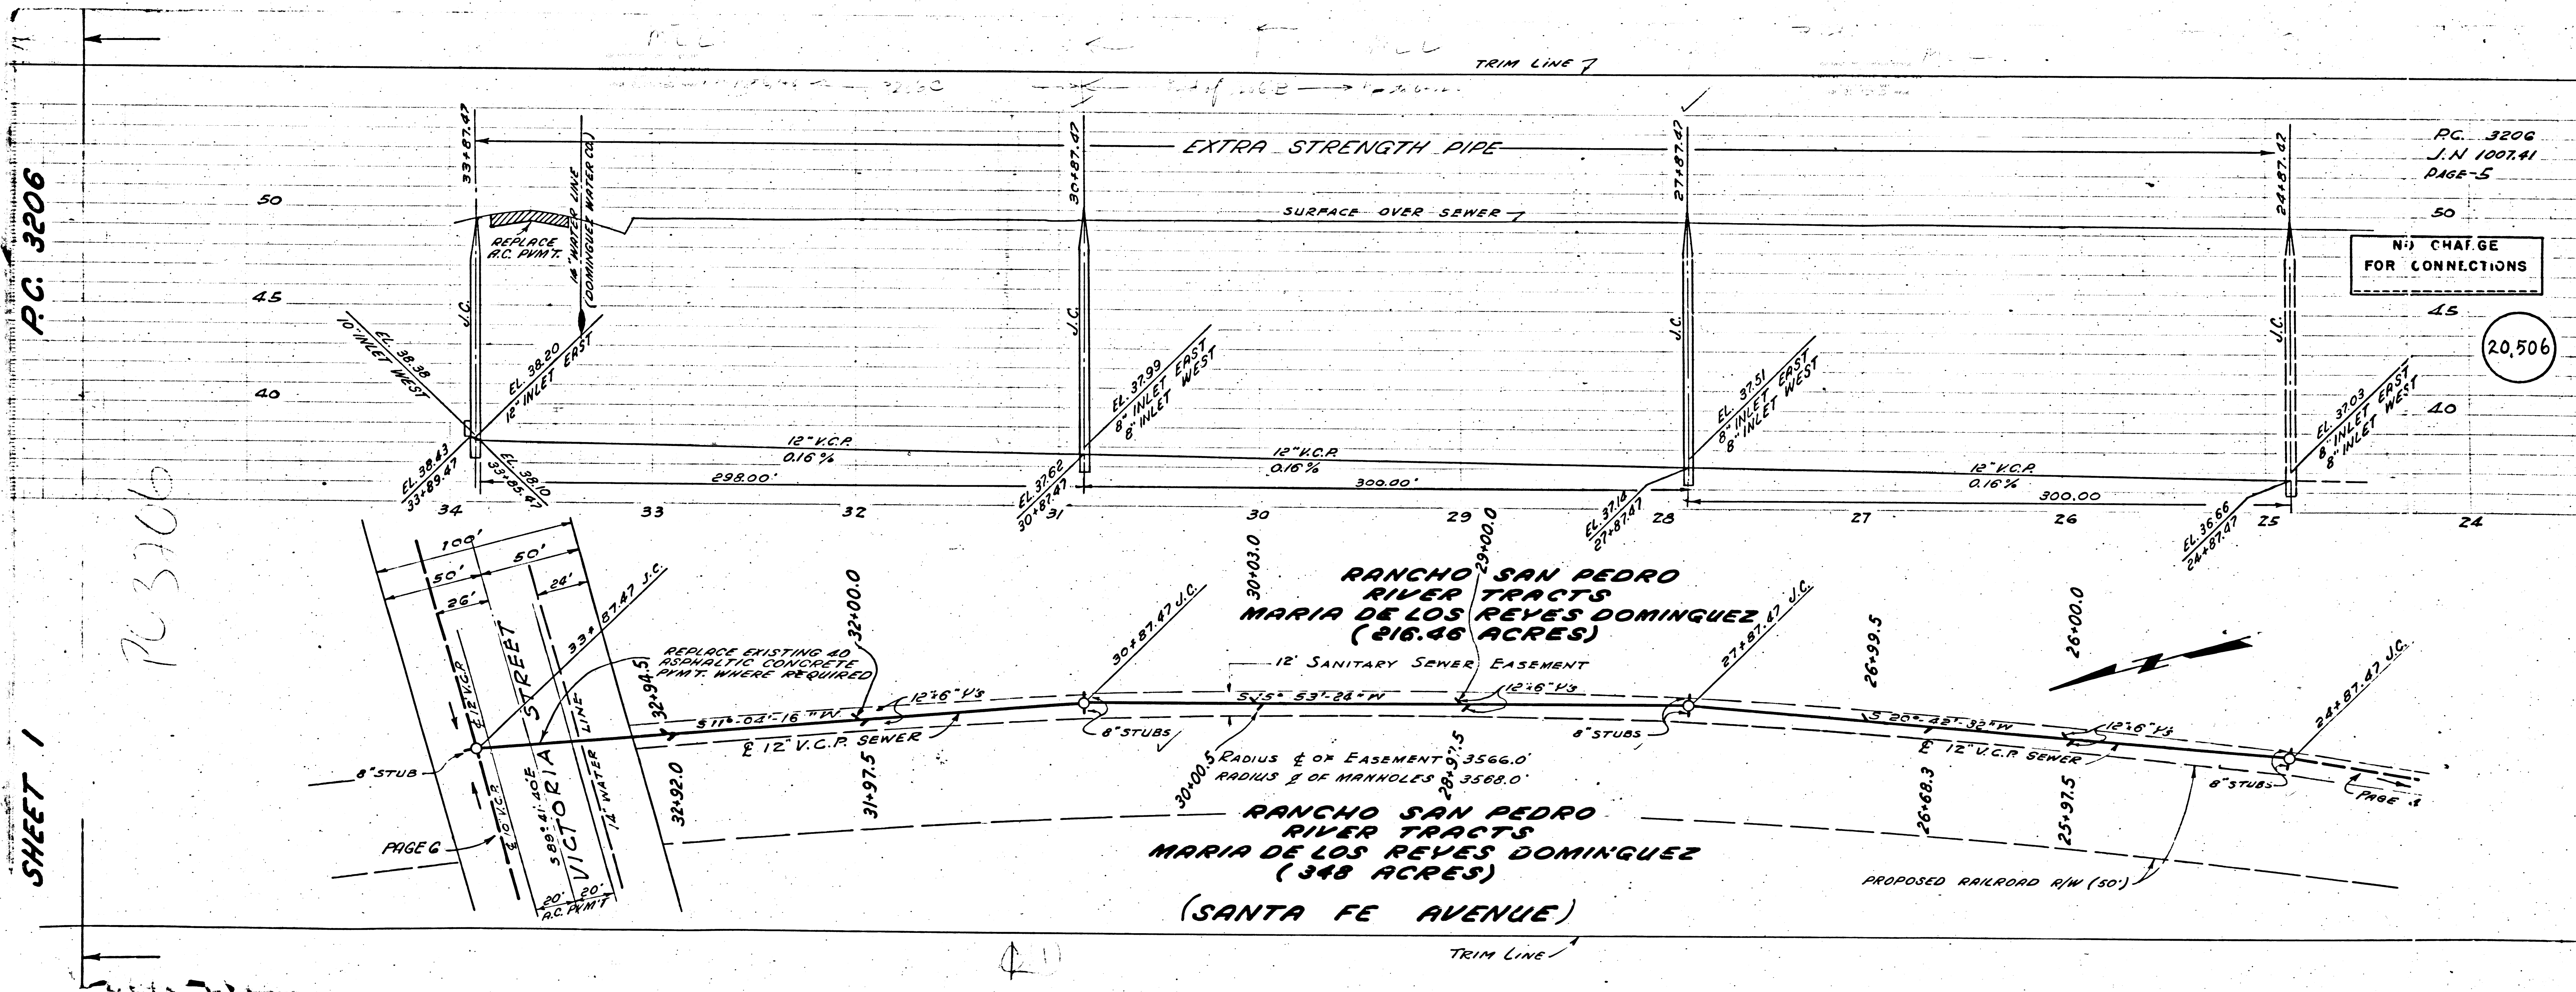 TRIM LINE
P.C. 3206
SHEET 1
33+87.47
30+87.47
27+87.47
24+87.47
EXTRA STRENGTH PIPE
P.C. 3206
J.N 1007.41
PAGE-5
50
50
SURFACE OVER SEWER
REPLACE
A.C. PVM'T.
14" WATER LINE
(DOMINGUEZ WATER CO.)
NO CHARGE
FOR CONNECTIONS
45
45
20,506
40
40
J.C.
J.C.
J.C.
J.C.
EL. 38.38
10" INLET WEST
EL. 38.20
12" INLET EAST
EL. 37.99
8" INLET EAST
8" INLET WEST
EL. 37.51
8" INLET EAST
8" INLET WEST
EL. 37.03
8" INLET EAST
8" INLET WEST
EL. 38.43
33+89.47
EL. 38.10
33+85.47
12" V.C.P.
0.16%
298.00'
EL. 37.62
30+87.47
12" V.C.P.
0.16%
300.00'
EL. 37.14
27+87.47
12" V.C.P.
0.16%
300.00
EL. 36.66
24+87.47
34 33 32 31 30 29 28 27 26 25 24
100'
50' 50'
26' 24'
33+87.47 J.C.
32+00.0
32+94.5
30+87.47 J.C.
30+03.0
29+00.0
27+87.47 J.C.
26+99.5
26+00.0
24+87.47 J.C.
RANCHO SAN PEDRO
RIVER TRACTS
MARIA DE LOS REYES DOMINGUEZ
(216.46 ACRES)
REPLACE EXISTING 40
ASPHALTIC CONCRETE
PVM'T. WHERE REQUIRED
12' SANITARY SEWER EASEMENT
℄ 12" V.C.P.
VICTORIA STREET
S 89°-41'-40"E
14" WATER LINE
℄ 10" V.C.P.
S 11°-04'-16"W
12"x6" Y's
℄ 12" V.C.P. SEWER
S 15°-53'-24"W
12"x6" Y's
S 20°-42'-32"W
12"x6" Y's
℄ 12" V.C.P. SEWER
8" STUB
8" STUBS
8" STUBS
8" STUBS
PAGE 6
PAGE
20' 20'
A.C. PVM'T
32+92.0
31+97.5
30+00.5
28+97.5
26+68.3
25+97.5
RADIUS ℄ OF EASEMENT 3566.0'
RADIUS ℄ OF MANHOLES 3568.0'
RANCHO SAN PEDRO
RIVER TRACTS
MARIA DE LOS REYES DOMINGUEZ
(348 ACRES)
(SANTA FE AVENUE)
PROPOSED RAILROAD R/W (50')
TRIM LINE